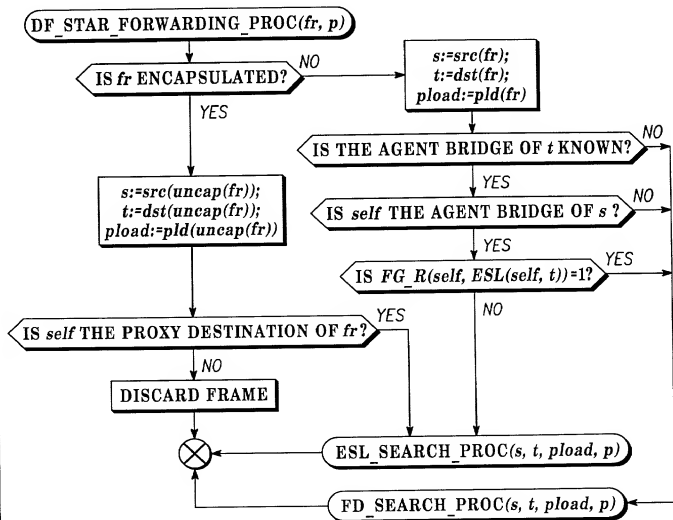 DF_STAR_FORWARDING_PROC(fr, p)
IS fr ENCAPSULATED?
NO
YES
s:=src(fr);
t:=dst(fr);
pload:=pld(fr)
IS THE AGENT BRIDGE OF t KNOWN?
NO
YES
s:=src(uncap(fr));
t:=dst(uncap(fr));
pload:=pld(uncap(fr))
IS self THE AGENT BRIDGE OF s ?
NO
YES
IS FG_R(self, ESL(self, t))=1?
YES
NO
IS self THE PROXY DESTINATION OF fr?
YES
NO
DISCARD FRAME
ESL_SEARCH_PROC(s, t, pload, p)
FD_SEARCH_PROC(s, t, pload, p)